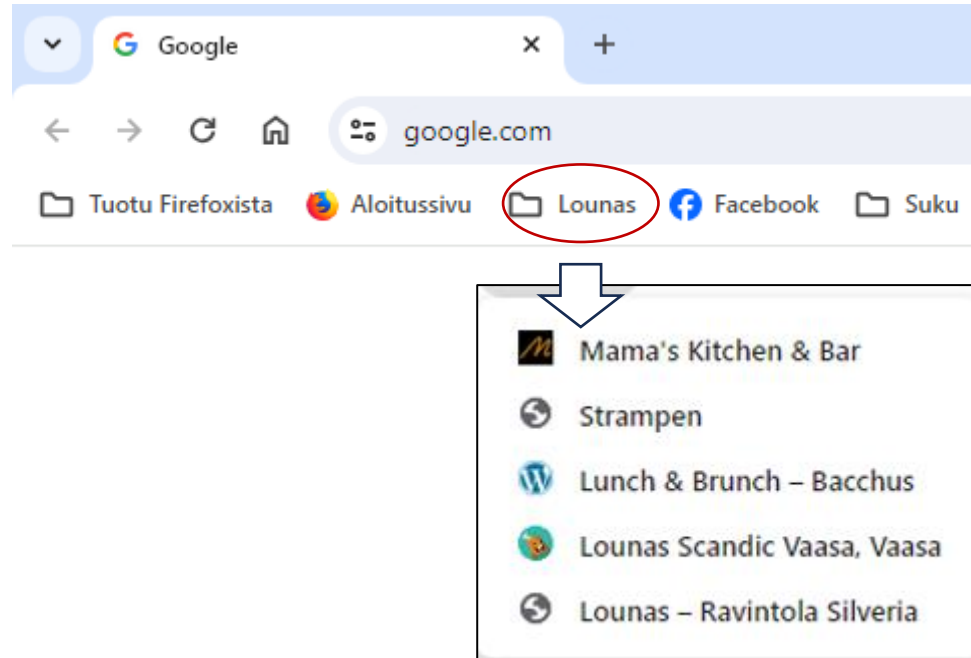 Google
google.com
Tuotu Firefoxista Aloitussivu Lounas Facebook Suku
Mama's Kitchen & Bar
Strampen
Lunch & Brunch – Bacchus
Lounas Scandic Vaasa, Vaasa
Lounas – Ravintola Silveria